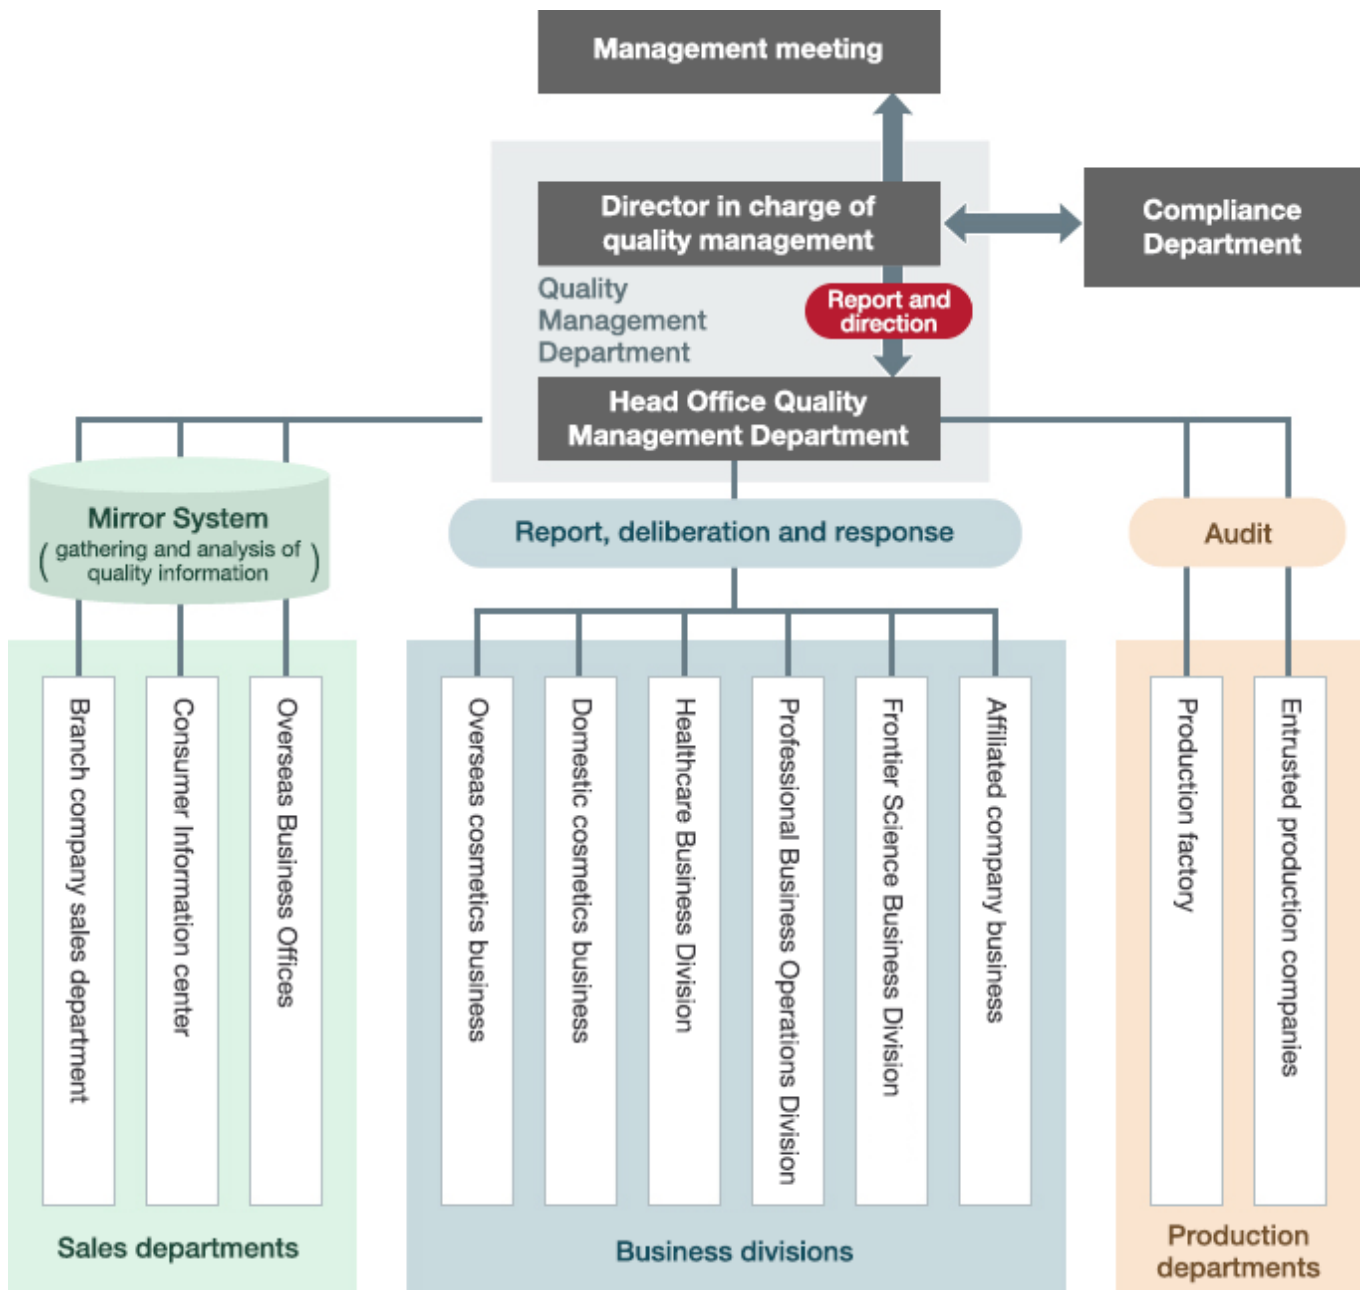 Management meeting
Director in charge of
quality management
Compliance
Department
Quality
Management
Department
Report and
direction
Head Office Quality
Management Department
Mirror System
(gathering and analysis of
quality information)
Report, deliberation and response
Audit
Branch company sales department
Consumer Information center
Overseas Business Offices
Overseas cosmetics business
Domestic cosmetics business
Healthcare Business Division
Professional Business Operations Division
Frontier Science Business Division
Affiliated company business
Production factory
Entrusted production companies
Sales departments
Business divisions
Production
departments